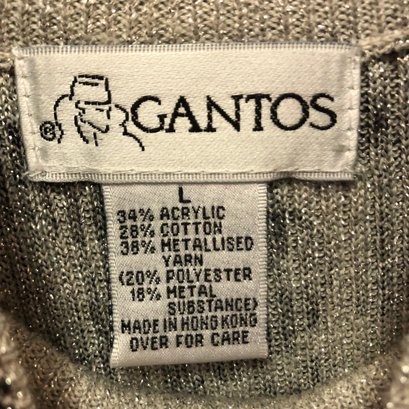 ® GANTOS
L
34% ACRYLIC
28% COTTON
38% METALLISED
YARN
(20% POLYESTER
18% METAL
SUBSTANCE)
MADE IN HONG KONG
OVER FOR CARE